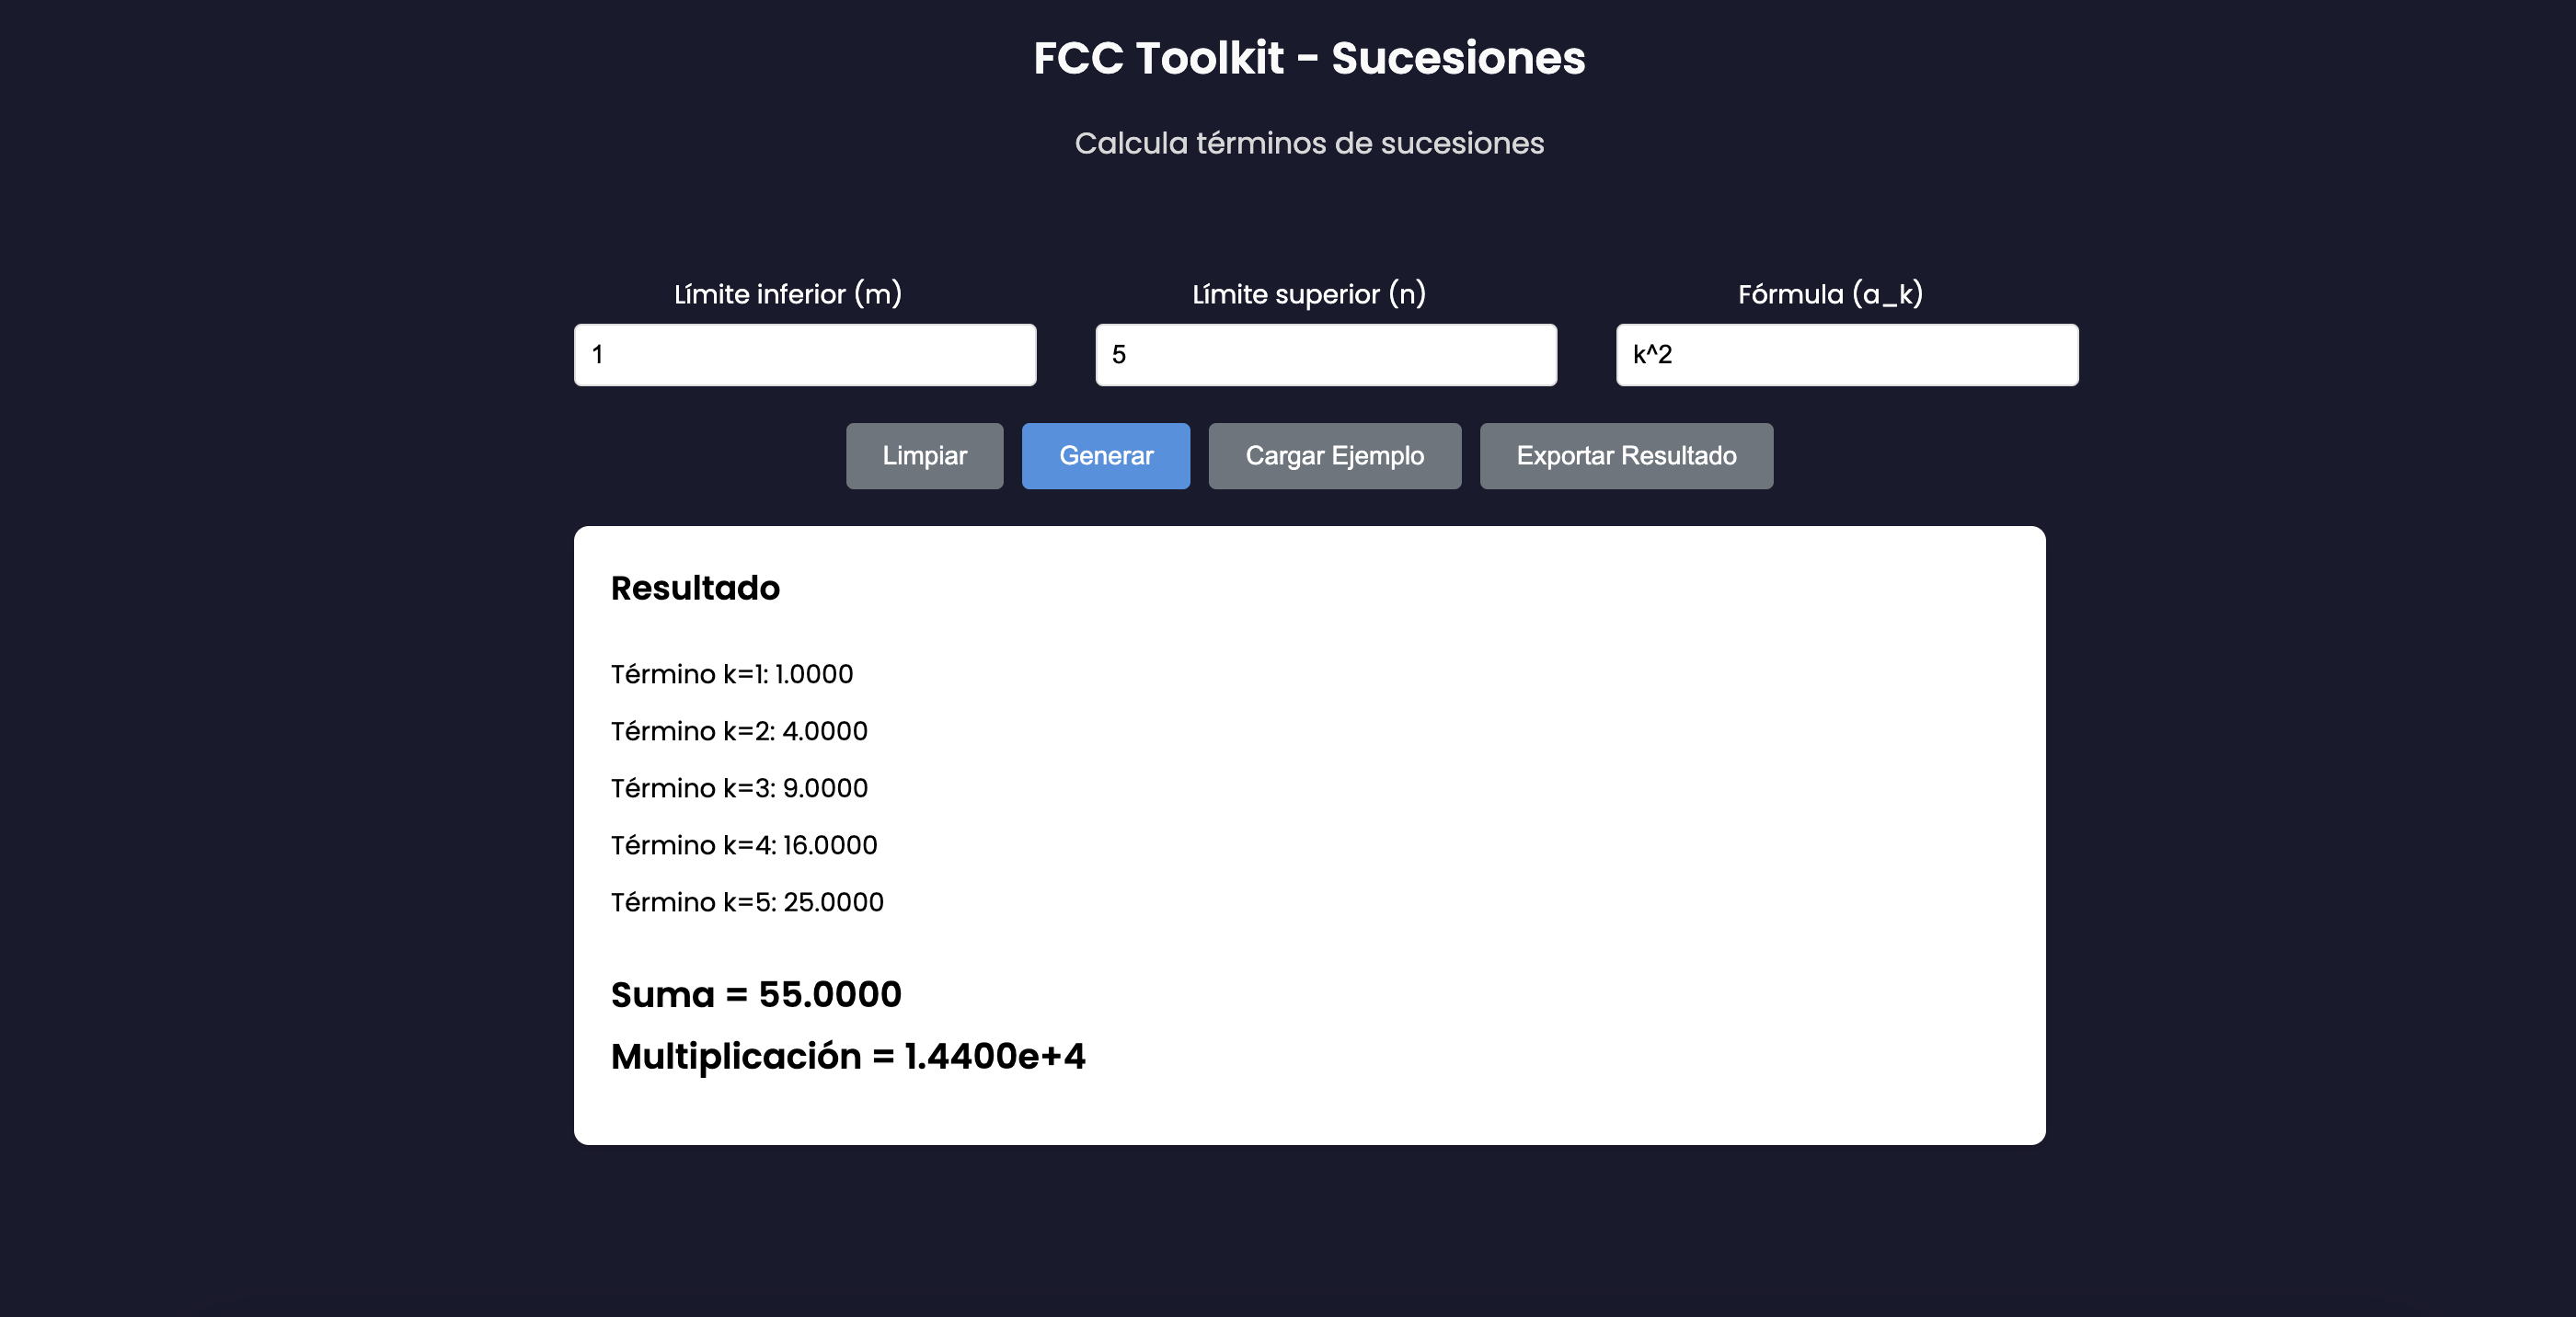 FCC Toolkit - Sucesiones
Calcula términos de sucesiones
Límite inferior (m) Límite superior (n) Fórmula (a_k)
1 5 k^2
Limpiar Generar Cargar Ejemplo Exportar Resultado
Resultado
Término k=1: 1.0000
Término k=2: 4.0000
Término k=3: 9.0000
Término k=4: 16.0000
Término k=5: 25.0000
Suma = 55.0000
Multiplicación = 1.4400e+4